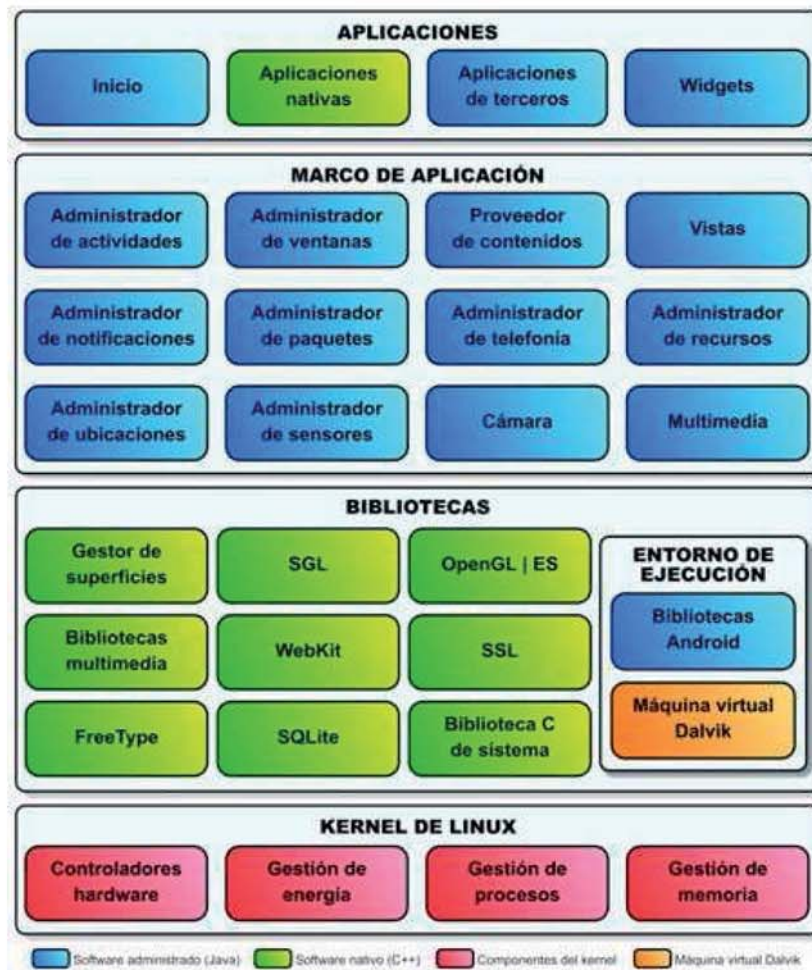 APLICACIONES
Inicio
Aplicaciones
nativas
Aplicaciones
de terceros
Widgets
MARCO DE APLICACIÓN
Administrador
de actividades
Administrador
de ventanas
Proveedor
de contenidos
Vistas
Administrador
de notificaciones
Administrador
de paquetes
Administrador
de telefonía
Administrador
de recursos
Administrador
de ubicaciones
Administrador
de sensores
Cámara
Multimedia
BIBLIOTECAS
Gestor de
superficies
SGL
OpenGL | ES
Bibliotecas
multimedia
WebKit
SSL
FreeType
SQLite
Biblioteca C
de sistema
ENTORNO DE
EJECUCIÓN
Bibliotecas
Android
Máquina virtual
Dalvik
KERNEL DE LINUX
Controladores
hardware
Gestión de
energía
Gestión de
procesos
Gestión de
memoria
Software administrado (Java)
Software nativo (C++)
Componentes del kernel
Máquina virtual Dalvik